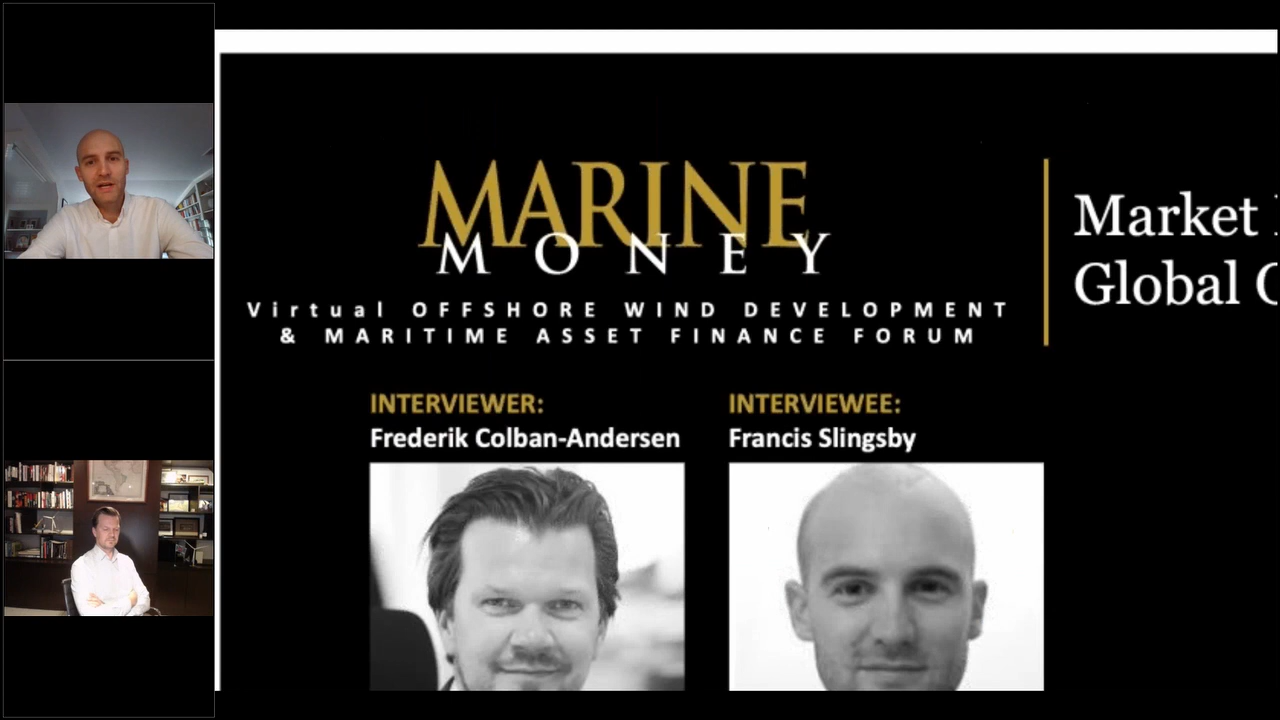 MARINE
MONEY
Virtual OFFSHORE WIND DEVELOPMENT
& MARITIME ASSET FINANCE FORUM
Market
Global
INTERVIEWER:
Frederik Colban-Andersen
INTERVIEWEE:
Francis Slingsby